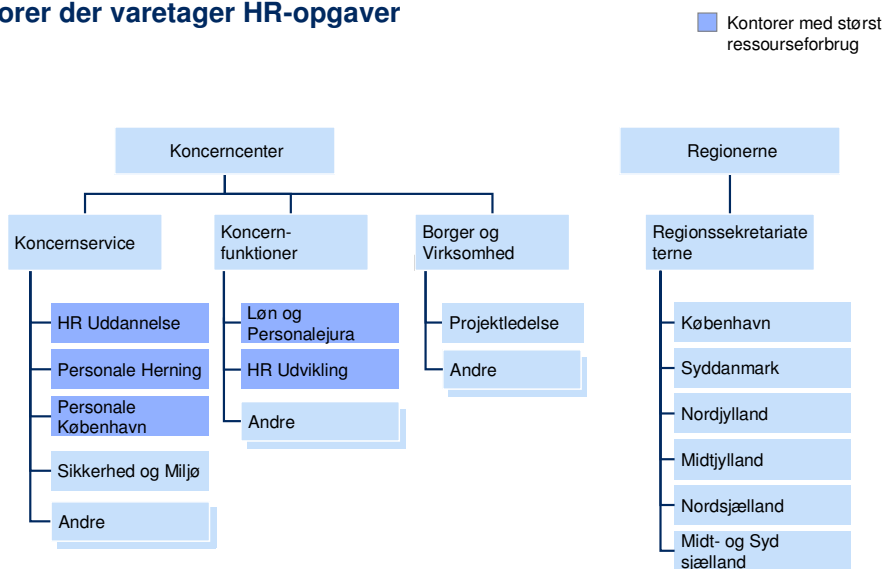 orer der varetager HR-opgaver
Kontorer med størst
ressourseforbrug
Koncerncenter
Regionerne
Koncernservice
Koncern-
funktioner
Borger og
Virksomhed
Regionssekretariate
terne
HR Uddannelse
Personale Herning
Personale
København
Sikkerhed og Miljø
Andre
Løn og
Personalejura
HR Udvikling
Andre
Projektledelse
Andre
København
Syddanmark
Nordjylland
Midtjylland
Nordsjælland
Midt- og Syd
sjælland